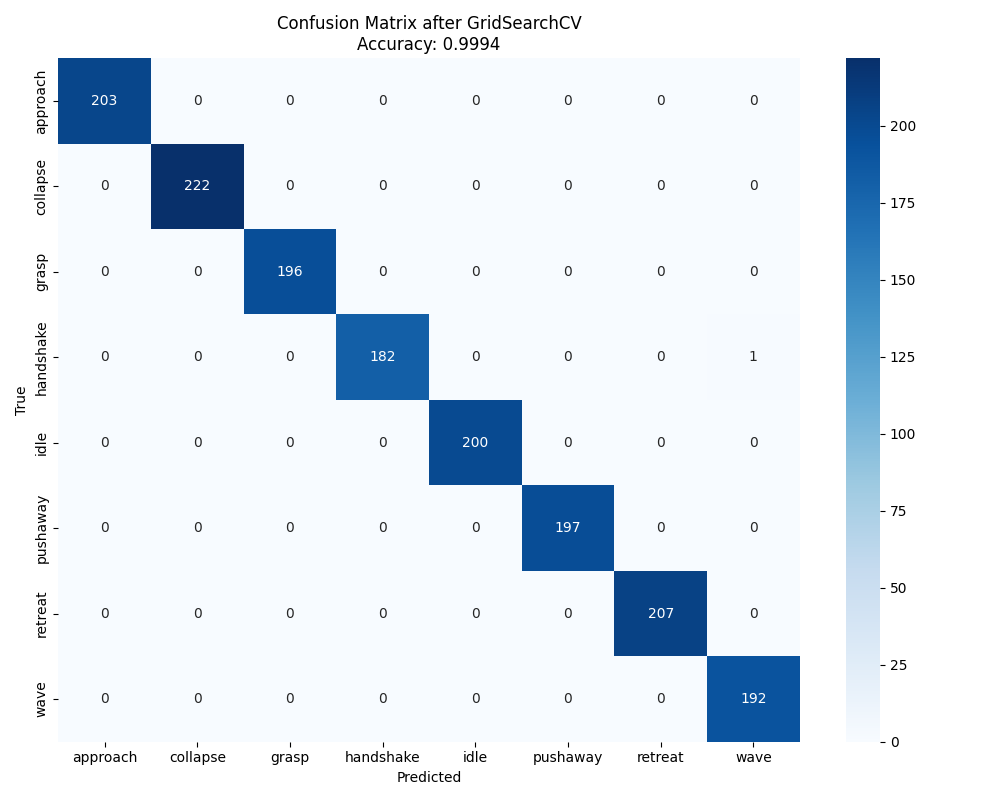 Confusion Matrix after GridSearchCV
Accuracy: 0.9994
approach 203 0 0 0 0 0 0 0
collapse 0 222 0 0 0 0 0 0
grasp 0 0 196 0 0 0 0 0
handshake 0 0 0 182 0 0 0 1
idle 0 0 0 0 200 0 0 0
pushaway 0 0 0 0 0 197 0 0
retreat 0 0 0 0 0 0 207 0
wave 0 0 0 0 0 0 0 192
True
approach collapse grasp handshake idle pushaway retreat wave
Predicted
200
175
150
125
100
75
50
25
0